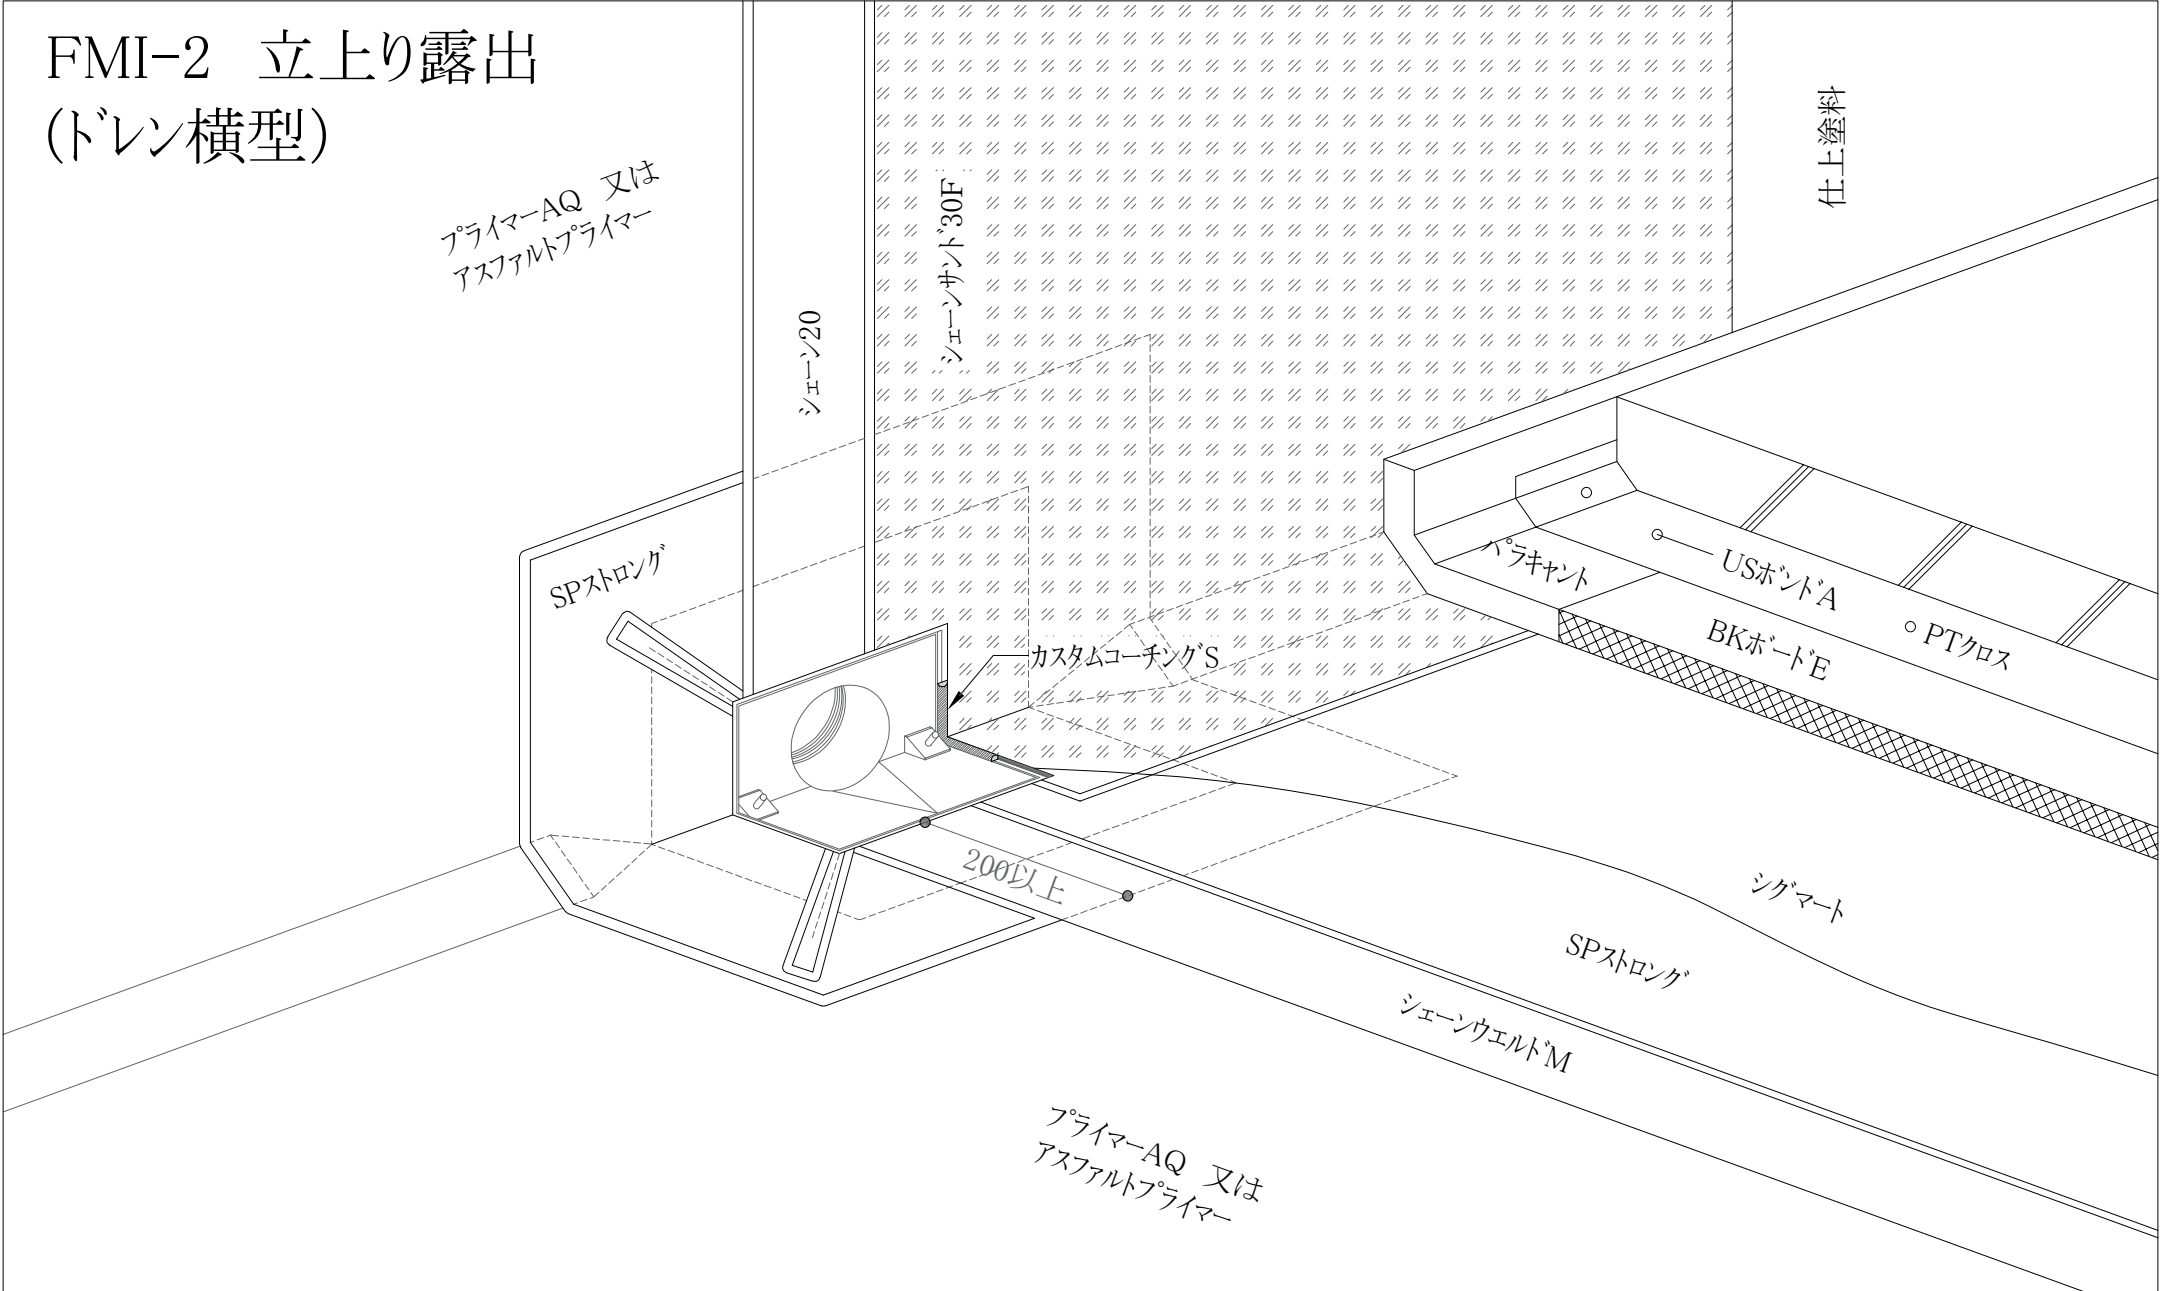 FMI-2 立上り露出
(ドレン横型)
プライマーAQ 又は
アスファルトプライマー
シェーン20
シェーンサンド30F
仕上塗料
SPストロング
カスタムコーチングS
パラキャント
USボンドA
PTクロス
BKボードE
200以上
シグマート
SPストロング
シェーンウエルドM
プライマーAQ 又は
アスファルトプライマー